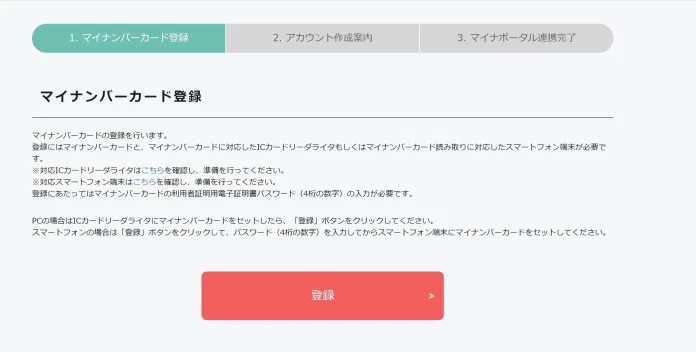 1. マイナンバーカード登録
2. アカウント作成案内
3. マイナポータル連携完了
マイナンバーカード登録
マイナンバーカードの登録を行います。
登録にはマイナンバーカードと、マイナンバーカードに対応したICカードリーダライタもしくはマイナンバーカード読み取りに対応したスマートフォン端末が必要で
す。
※対応ICカードリーダライタはこちらを確認し、準備を行ってください。
※対応スマートフォン端末はこちらを確認し、準備を行ってください。
登録にあたってはマイナンバーカードの利用者証明用電子証明書パスワード（4桁の数字）の入力が必要です。
PCの場合はICカードリーダライタにマイナンバーカードをセットしたら、「登録」ボタンをクリックしてください。
スマートフォンの場合は「登録」ボタンをクリックして、パスワード（4桁の数字）を入力してからスマートフォン端末にマイナンバーカードをセットしてください。
登録 >